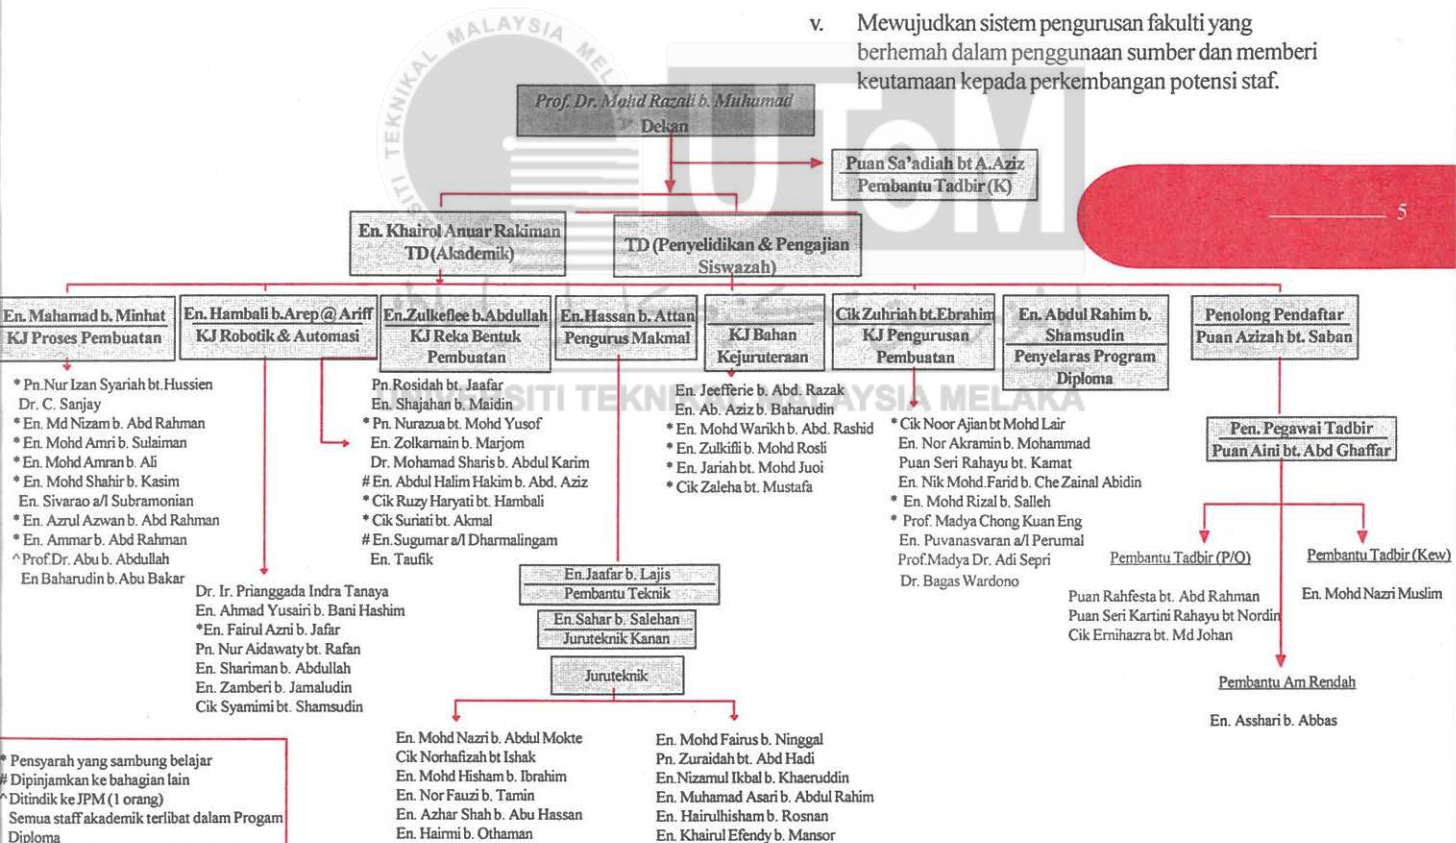 v. Mewujudkan sistem pengurusan fakulti yang
berhemah dalam penggunaan sumber dan memberi
keutamaan kepada perkembangan potensi staf.
Prof. Dr. Mohd Razali b. Muhamad
Dekan
Puan Sa'adiah bt A.Aziz
Pembantu Tadbir (K)
5
En. Khairol Anuar Rakiman
TD (Akademik)
TD (Penyelidikan & Pengajian
Siswazah)
En. Mahamad b. Minhat
KJ Proses Pembuatan
En. Hambali b.Arep @ Ariff
KJ Robotik & Automasi
En.Zulkeflee b.Abdullah
KJ Reka Bentuk
Pembuatan
En.Hassan b. Attan
Pengurus Makmal
KJ Bahan
Kejuruteraan
Cik Zuhriah bt.Ebrahim
KJ Pengurusan
Pembuatan
En. Abdul Rahim b.
Shamsudin
Penyelaras Program
Diploma
Penolong Pendaftar
Puan Azizah bt. Saban
* Pn.Nur Izan Syariah bt.Hussien
Dr. C. Sanjay
* En. Md Nizam b. Abd Rahman
* En. Mohd Amri b. Sulaiman
* En. Mohd Amran b. Ali
* En. Mohd Shahir b. Kasim
En. Sivarao a/l Subramonian
* En. Azrul Azwan b. Abd Rahman
* En. Ammar b. Abd Rahman
^ Prof.Dr. Abu b. Abdullah
En Baharudin b. Abu Bakar
Dr. Ir. Prianggada Indra Tanaya
En. Ahmad Yusairi b. Bani Hashim
*En. Fairul Azni b. Jafar
Pn. Nur Aidawaty bt. Rafan
En. Shariman b. Abdullah
En. Zamberi b. Jamaludin
Cik Syamimi bt. Shamsudin
Pn.Rosidah bt. Jaafar
En. Shajahan b. Maidin
* Pn. Nurazua bt. Mohd Yusof
En. Zolkarnain b. Marjom
Dr. Mohamad Sharis b. Abdul Karim
# En. Abdul Halim Hakim b. Abd. Aziz
* Cik Ruzy Haryati bt. Hambali
* Cik Suriati bt. Akmal
# En.Sugumar a/l Dharmalingam
En. Taufik
En.Jaafar b. Lajis
Pembantu Teknik
En. Sahar b. Salehan
Juruteknik Kanan
Juruteknik
En. Mohd Nazri b. Abdul Mokte
Cik Norhafizah bt Ishak
En. Mohd Hisham b. Ibrahim
En. Nor Fauzi b. Tamin
En. Azhar Shah b. Abu Hassan
En. Hairmi b. Othaman
En. Mohd Fairus b. Ninggal
Pn. Zuraidah bt. Abd Hadi
En.Nizamul Ikbal b. Khaeruddin
En. Muhamad Asari b. Abdul Rahim
En. Hairulhisham b. Rosnan
En. Khairul Efendy b. Mansor
En. Jeefferie b. Abd. Razak
En. Ab. Aziz b. Baharudin
* En. Mohd Warikh b. Abd. Rashid
* En. Zulkifli b. Mohd Rosli
* En. Jariah bt. Mohd Juoi
* Cik Zaleha bt. Mustafa
* Cik Noor Ajian bt Mohd Lair
En. Nor Akramin b. Mohammad
Puan Seri Rahayu bt. Kamat
En. Nik Mohd.Farid b. Che Zainal Abidin
* En. Mohd Rizal b. Salleh
* Prof. Madya Chong Kuan Eng
En. Puvanasvaran a/l Perumal
Prof.Madya Dr. Adi Sepri
Dr. Bagas Wardono
Pen. Pegawai Tadbir
Puan Aini bt. Abd Ghaffar
Pembantu Tadbir (P/O)
Puan Rahfesta bt. Abd Rahman
Puan Seri Kartini Rahayu bt Nordin
Cik Ernihazra bt. Md Johan
Pembantu Tadbir (Kew)
En. Mohd Nazri Muslim
Pembantu Am Rendah
En. Asshari b. Abbas
* Pensyarah yang sambung belajar
# Dipinjamkan ke bahagian lain
^ Ditindik ke JPM (1 orang)
Semua staff akademik terlibat dalam Progam
Diploma
UTeM
UNIVERSITI TEKNIKAL MALAYSIA MELAKA